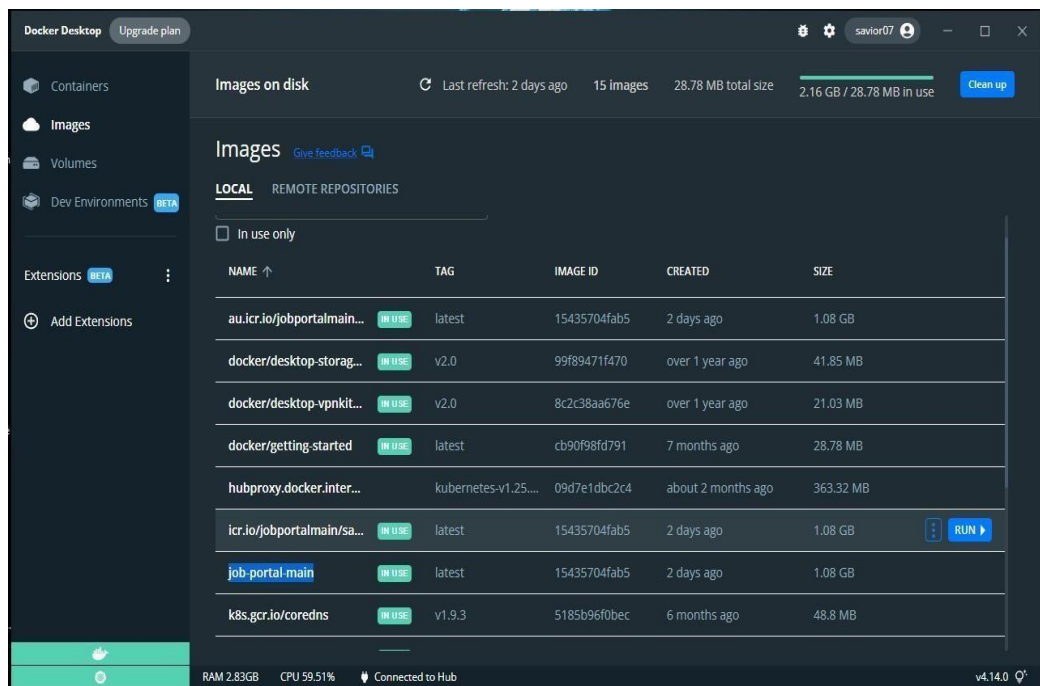 Docker Desktop Upgrade plan savior07
Containers
Images
Volumes
Dev Environments BETA
Extensions BETA
Add Extensions
Images on disk Last refresh: 2 days ago 15 images 28.78 MB total size 2.16 GB / 28.78 MB in use Clean up
Images Give feedback
LOCAL REMOTE REPOSITORIES
In use only
NAME TAG IMAGE ID CREATED SIZE
au.icr.io/jobportalmain... IN USE latest 15435704fab5 2 days ago 1.08 GB
docker/desktop-storag... IN USE v2.0 99f89471f470 over 1 year ago 41.85 MB
docker/desktop-vpnkit... IN USE v2.0 8c2c38aa676e over 1 year ago 21.03 MB
docker/getting-started IN USE latest cb90f98fd791 7 months ago 28.78 MB
hubproxy.docker.inter... kubernetes-v1.25.... 09d7e1dbc2c4 about 2 months ago 363.32 MB
icr.io/jobportalmain/sa... IN USE latest 15435704fab5 2 days ago 1.08 GB RUN
job-portal-main IN USE latest 15435704fab5 2 days ago 1.08 GB
k8s.gcr.io/coredns IN USE v1.9.3 5185b96f0bec 6 months ago 48.8 MB
RAM 2.83GB CPU 59.51% Connected to Hub v4.14.0